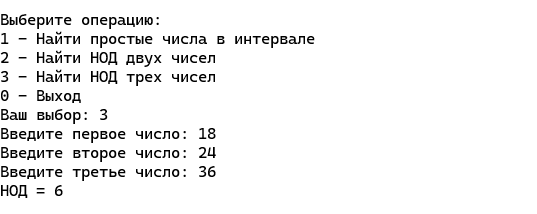 Выберите операцию:
1 – Найти простые числа в интервале
2 – Найти НОД двух чисел
3 – Найти НОД трех чисел
0 – Выход
Ваш выбор: 3
Введите первое число: 18
Введите второе число: 24
Введите третье число: 36
НОД = 6